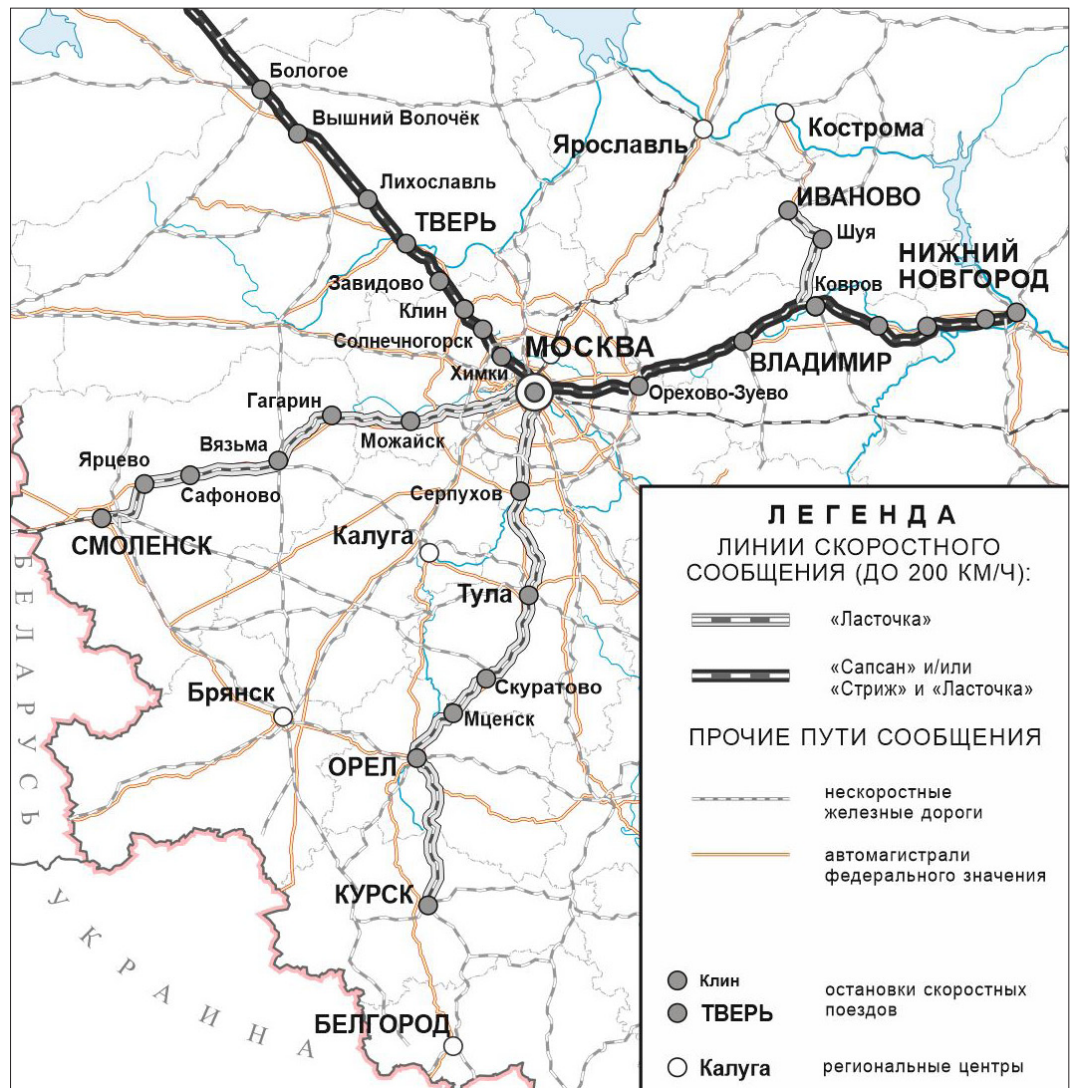 Бологое
Вышний Волочёк
Лихославль
ТВЕРЬ
Завидово
Клин
Солнечногорск
Химки
МОСКВА
Ярославль
Кострома
ИВАНОВО
Шуя
НИЖНИЙ
НОВГОРОД
Ковров
ВЛАДИМИР
Орехово-Зуево
Гагарин
Можайск
Вязьма
Ярцево
Сафоново
СМОЛЕНСК
Серпухов
Калуга
Тула
Скуратово
Мценск
Брянск
ОРЕЛ
КУРСК
БЕЛГОРОД
БЕЛАРУСЬ
УКРАИНА
ЛЕГЕНДА
ЛИНИИ СКОРОСТНОГО
СООБЩЕНИЯ (ДО 200 КМ/Ч):
«Ласточка»
«Сапсан» и/или
«Стриж» и «Ласточка»
ПРОЧИЕ ПУТИ СООБЩЕНИЯ
нескоростные
железные дороги
автомагистрали
федерального значения
Клин
ТВЕРЬ
остановки скоростных
поездов
Калуга
региональные центры